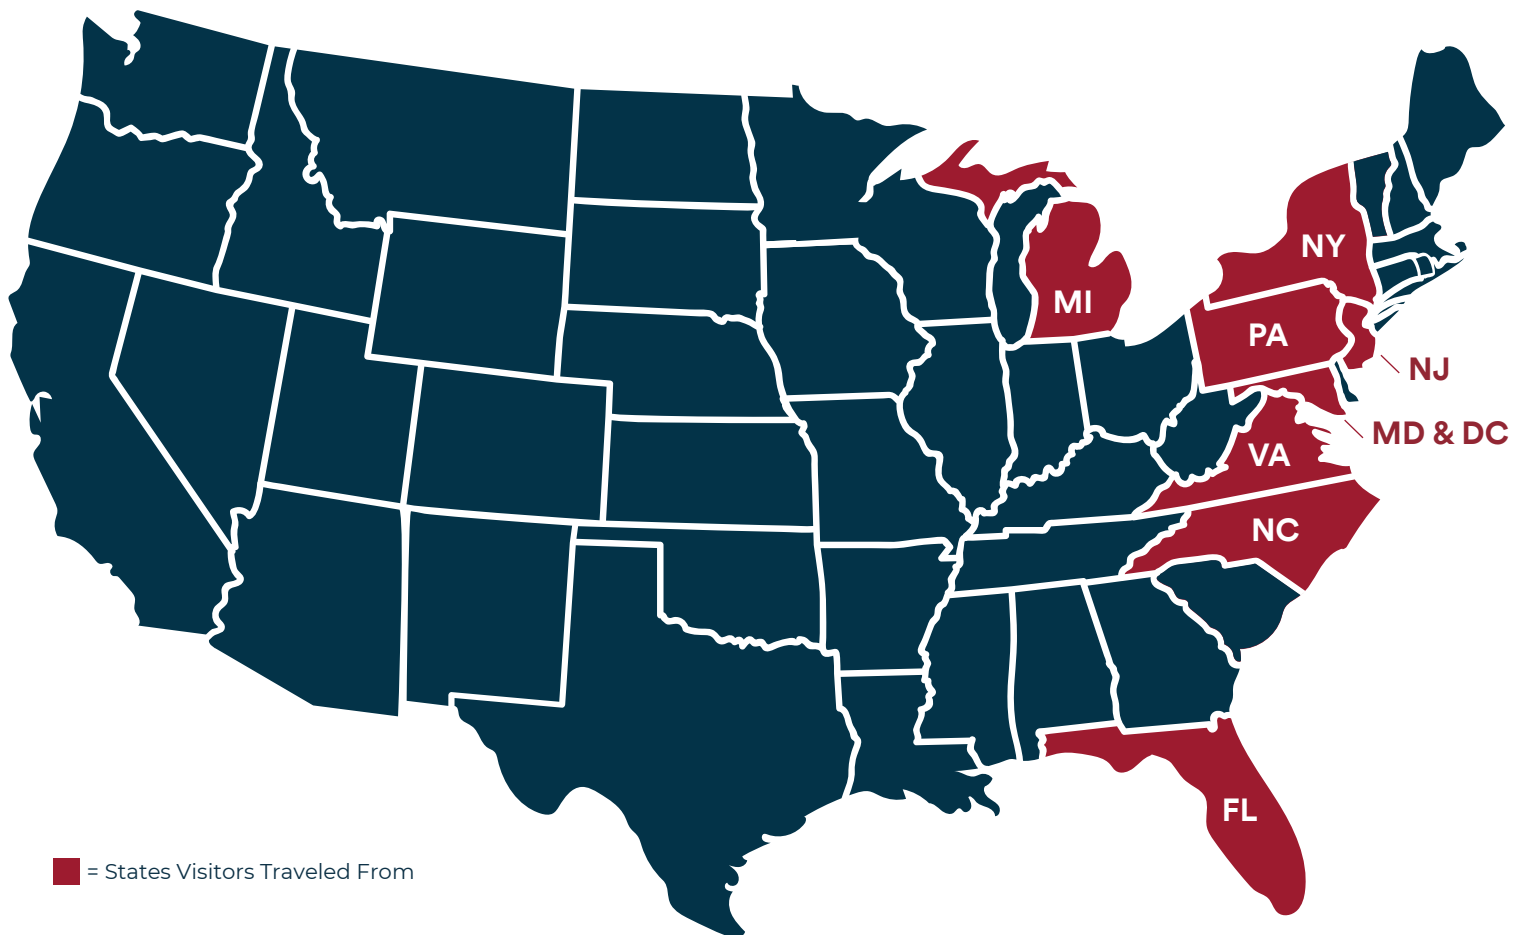 NY
MI
PA
NJ
MD & DC
VA
NC
FL
= States Visitors Traveled From